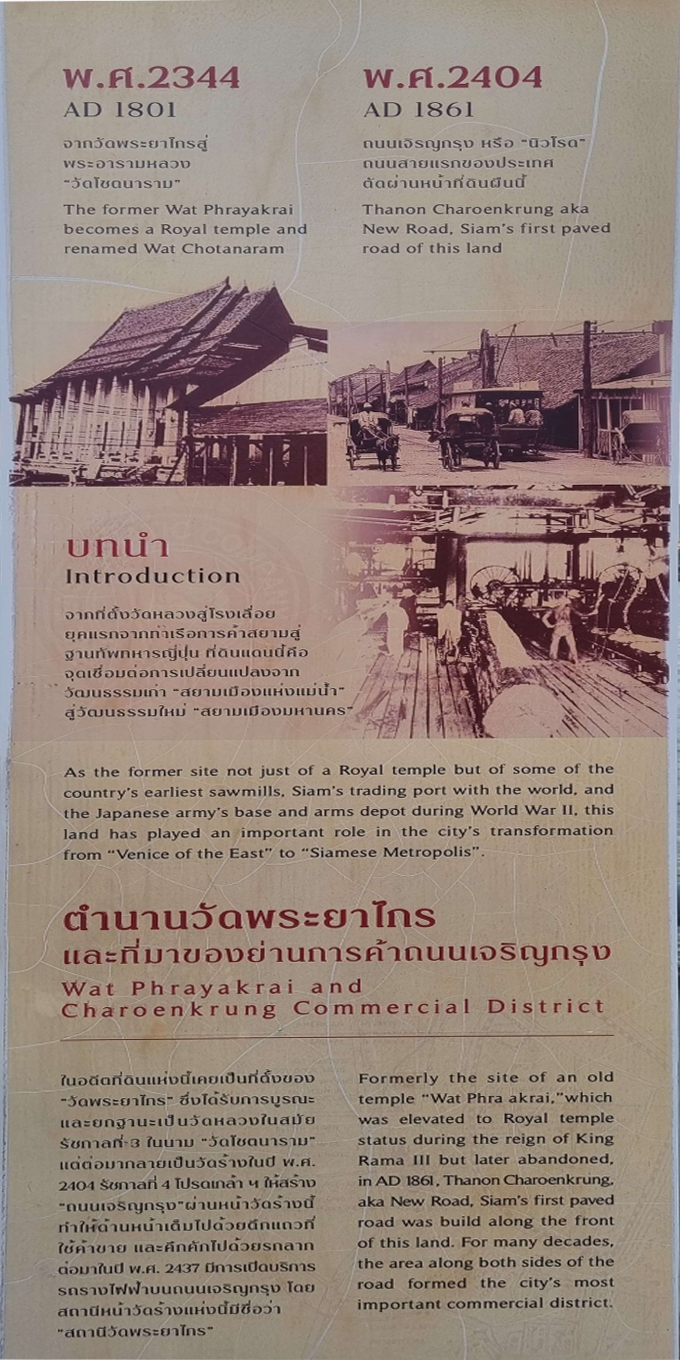 พ.ศ.2344
AD 1801
จากวัดพระยาไกรสู่
พระอารามหลวง
“วัดโชตนาราม”
The former Wat Phrayakrai
becomes a Royal temple and
renamed Wat Chotanaram
พ.ศ.2404
AD 1861
ถนนเจริญกรุง หรือ “นิวโรด”
ถนนสายแรกของประเทศ
ตัดผ่านหน้าที่ดินผืนนี้
Thanon Charoenkrung aka
New Road, Siam's first paved
road of this land
บทนำ
Introduction
จากที่ตั้งวัดหลวงสู่โรงเลื่อย
ยุคแรกจากท่าเรือการค้าสยามสู่
ฐานทัพทหารญี่ปุ่น ที่ดินแดนนี้คือ
จุดเชื่อมต่อการเปลี่ยนแปลงจาก
วัฒนธรรมเก่า “สยามเมืองแห่งแม่น้ำ”
สู่วัฒนธรรมใหม่ “สยามเมืองมหานคร”
As the former site not just of a Royal temple but of some of the
country's earliest sawmills, Siam's trading port with the world, and
the Japanese army's base and arms depot during World War II, this
land has played an important role in the city's transformation
from “Venice of the East” to “Siamese Metropolis”.
ตำนานวัดพระยาไกร
และที่มาของย่านการค้าถนนเจริญกรุง
Wat Phrayakrai and
Charoenkrung Commercial District
ในอดีตที่ดินแห่งนี้เคยเป็นที่ตั้งของ
“วัดพระยาไกร” ซึ่งได้รับการบูรณะ
และยกฐานะเป็นวัดหลวงในสมัย
รัชกาลที่ 3 ในนาม “วัดโชตนาราม”
แต่ต่อมากลายเป็นวัดร้างในปี พ.ศ.
2404 รัชกาลที่ 4 โปรดเกล้า ฯ ให้สร้าง
“ถนนเจริญกรุง”ผ่านหน้าวัดร้างนี้
ทำให้ด้านหน้าเต็มไปด้วยตึกแถวที่
ใช้ค้าขาย และคึกคักไปด้วยรถลาก
ต่อมาในปี พ.ศ. 2437 มีการเปิดบริการ
รถรางไฟฟ้าบนถนนเจริญกรุง โดย
สถานีหน้าวัดร้างแห่งนี้มีชื่อว่า
“สถานีวัดพระยาไกร”
Formerly the site of an old
temple “Wat Phra akrai,”which
was elevated to Royal temple
status during the reign of King
Rama III but later abandoned,
in AD 1861, Thanon Charoenkrung,
aka New Road, Siam's first paved
road was build along the front
of this land. For many decades,
the area along both sides of the
road formed the city's most
important commercial district.